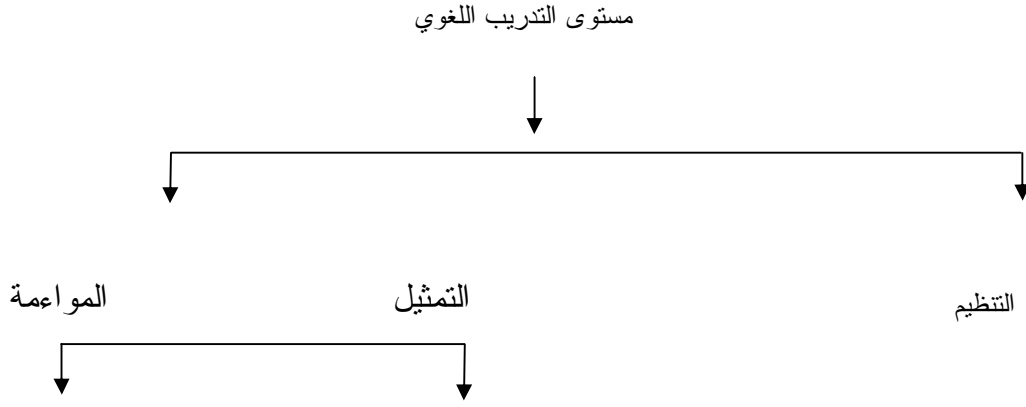 مستوى التدريب اللغوي
التنظيم
التمثيل
المواءمة